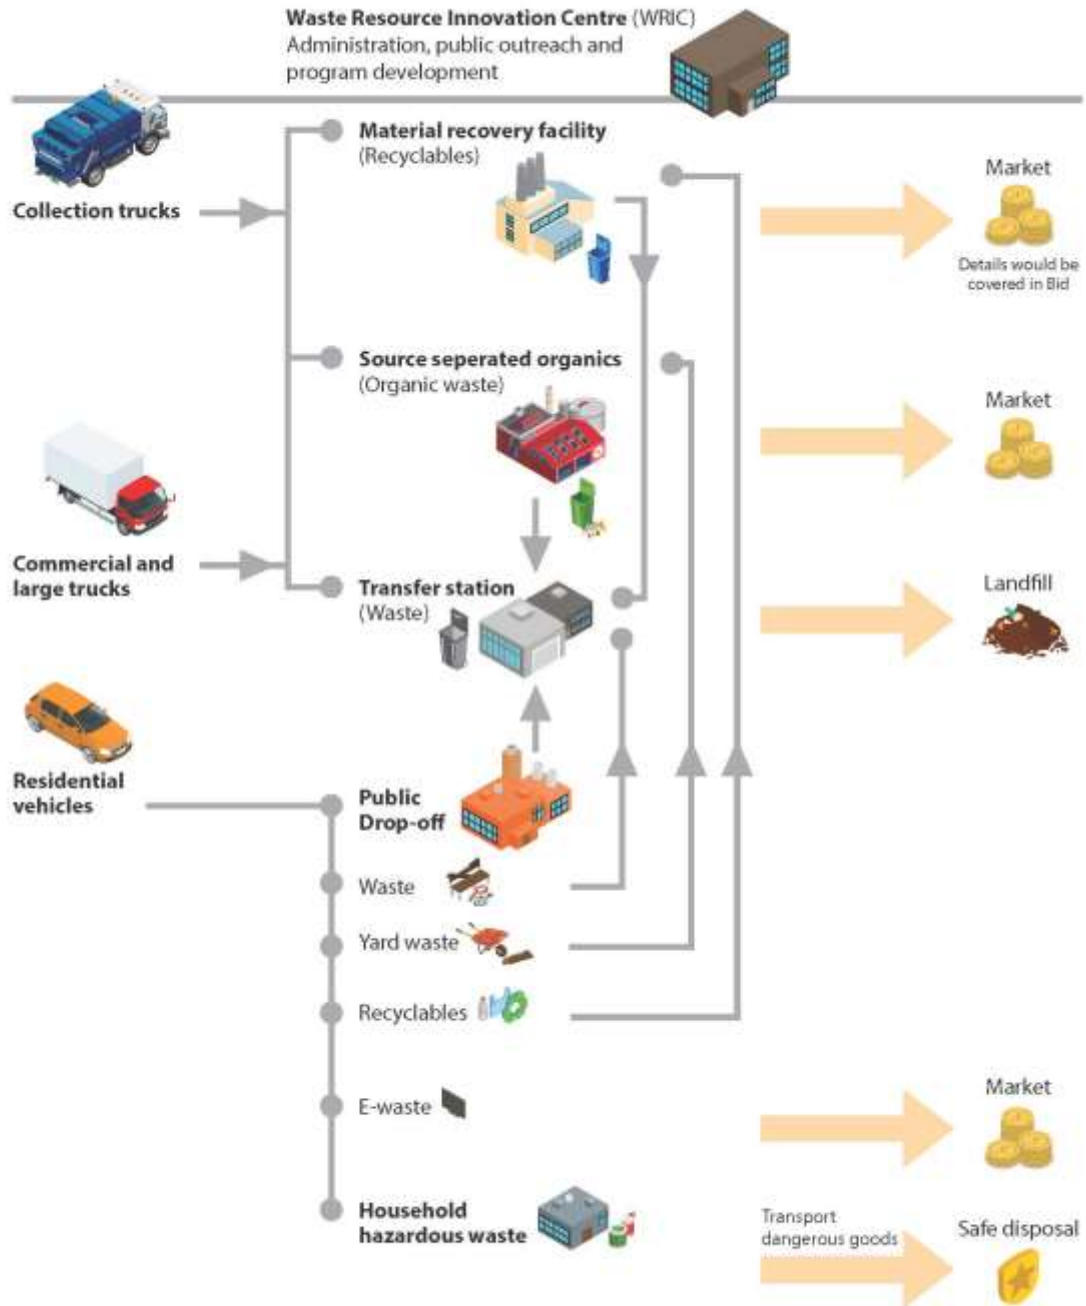 Waste Resource Innovation Centre (WRIC)
Administration, public outreach and
program development
Collection trucks
Material recovery facility
(Recyclables)
Market
Details would be
covered in Bid
Source seperated organics
(Organic waste)
Market
Commercial and
large trucks
Transfer station
(Waste)
Landfill
Residential
vehicles
Public
Drop-off
Waste
Yard waste
Recyclables
E-waste
Market
Household
hazardous waste
Transport
dangerous goods
Safe disposal